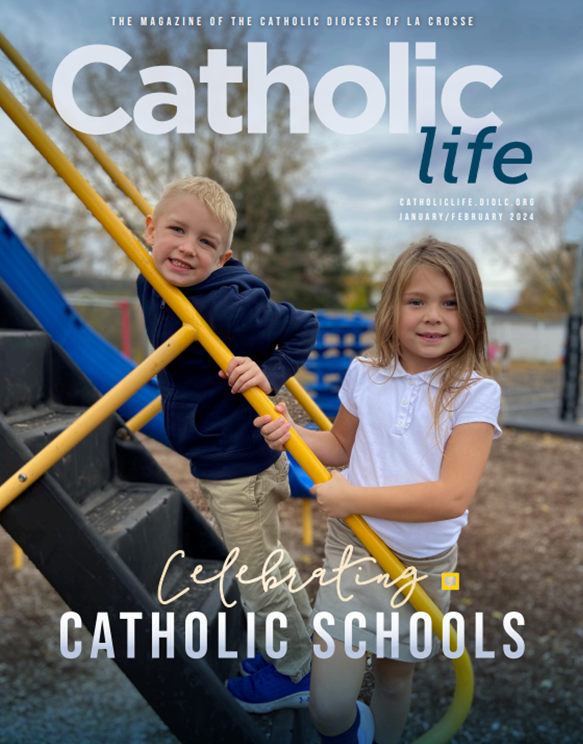 THE MAGAZINE OF THE CATHOLIC DIOCESE OF LA CROSSE
Catholic
life
CATHOLICLIFE.DIOLC.ORG
JANUARY/FEBRUARY 2024
Celebrating
CATHOLIC SCHOOLS